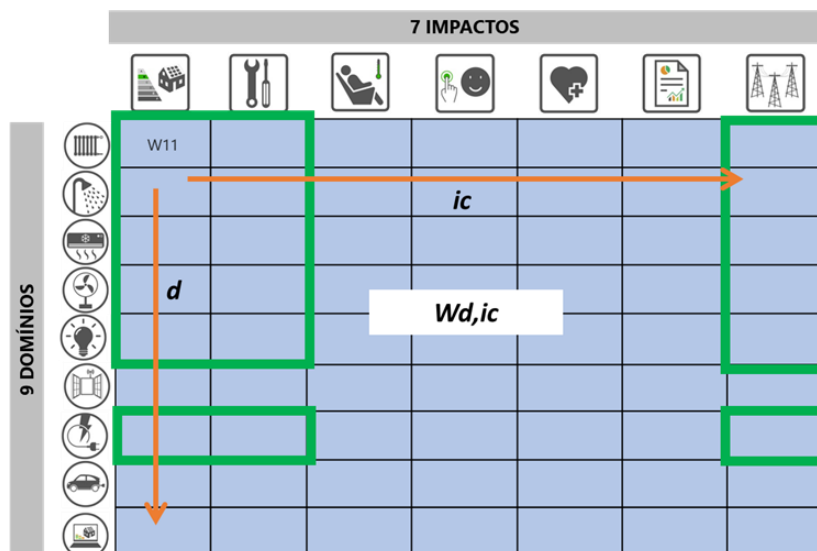 7 IMPACTOS
9 DOMÍNIOS
W11
ic
d
Wd,ic